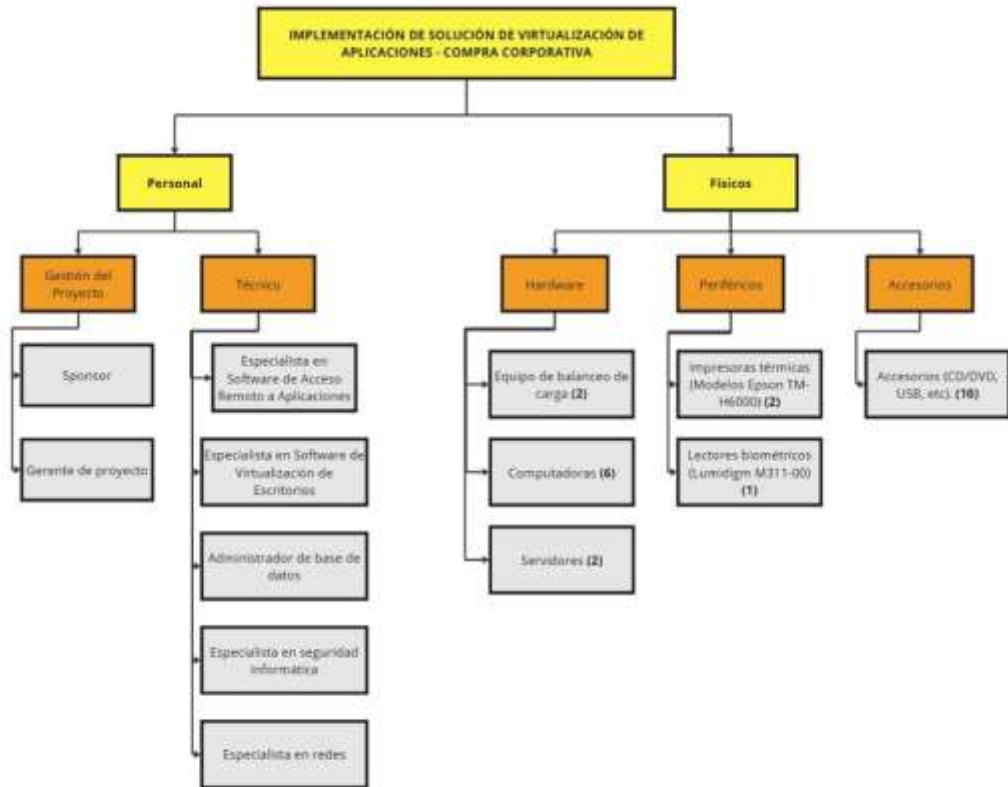 IMPLEMENTACIÓN DE SOLUCIÓN DE VIRTUALIZACIÓN DE
APLICACIONES - COMPRA CORPORATIVA
Personal
Físicos
Gestión del
Proyecto
Técnico
Hardware
Periféricos
Accesorios
Sponsor
Gerente de proyecto
Especialista en
Software de Acceso
Remoto a Aplicaciones
Especialista en Software de
Virtualización de
Escritorios
Administrador de base de
datos
Especialista en seguridad
informática
Especialista en redes
Equipo de balanceo de
carga (2)
Computadoras (6)
Servidores (2)
Impresoras térmicas
(Modelos Epson TM-
H6000) (2)
Lectores biométricos
(Lumidigm M311-00)
(1)
Accesorios (CD/DVD,
USB, etc). (10)